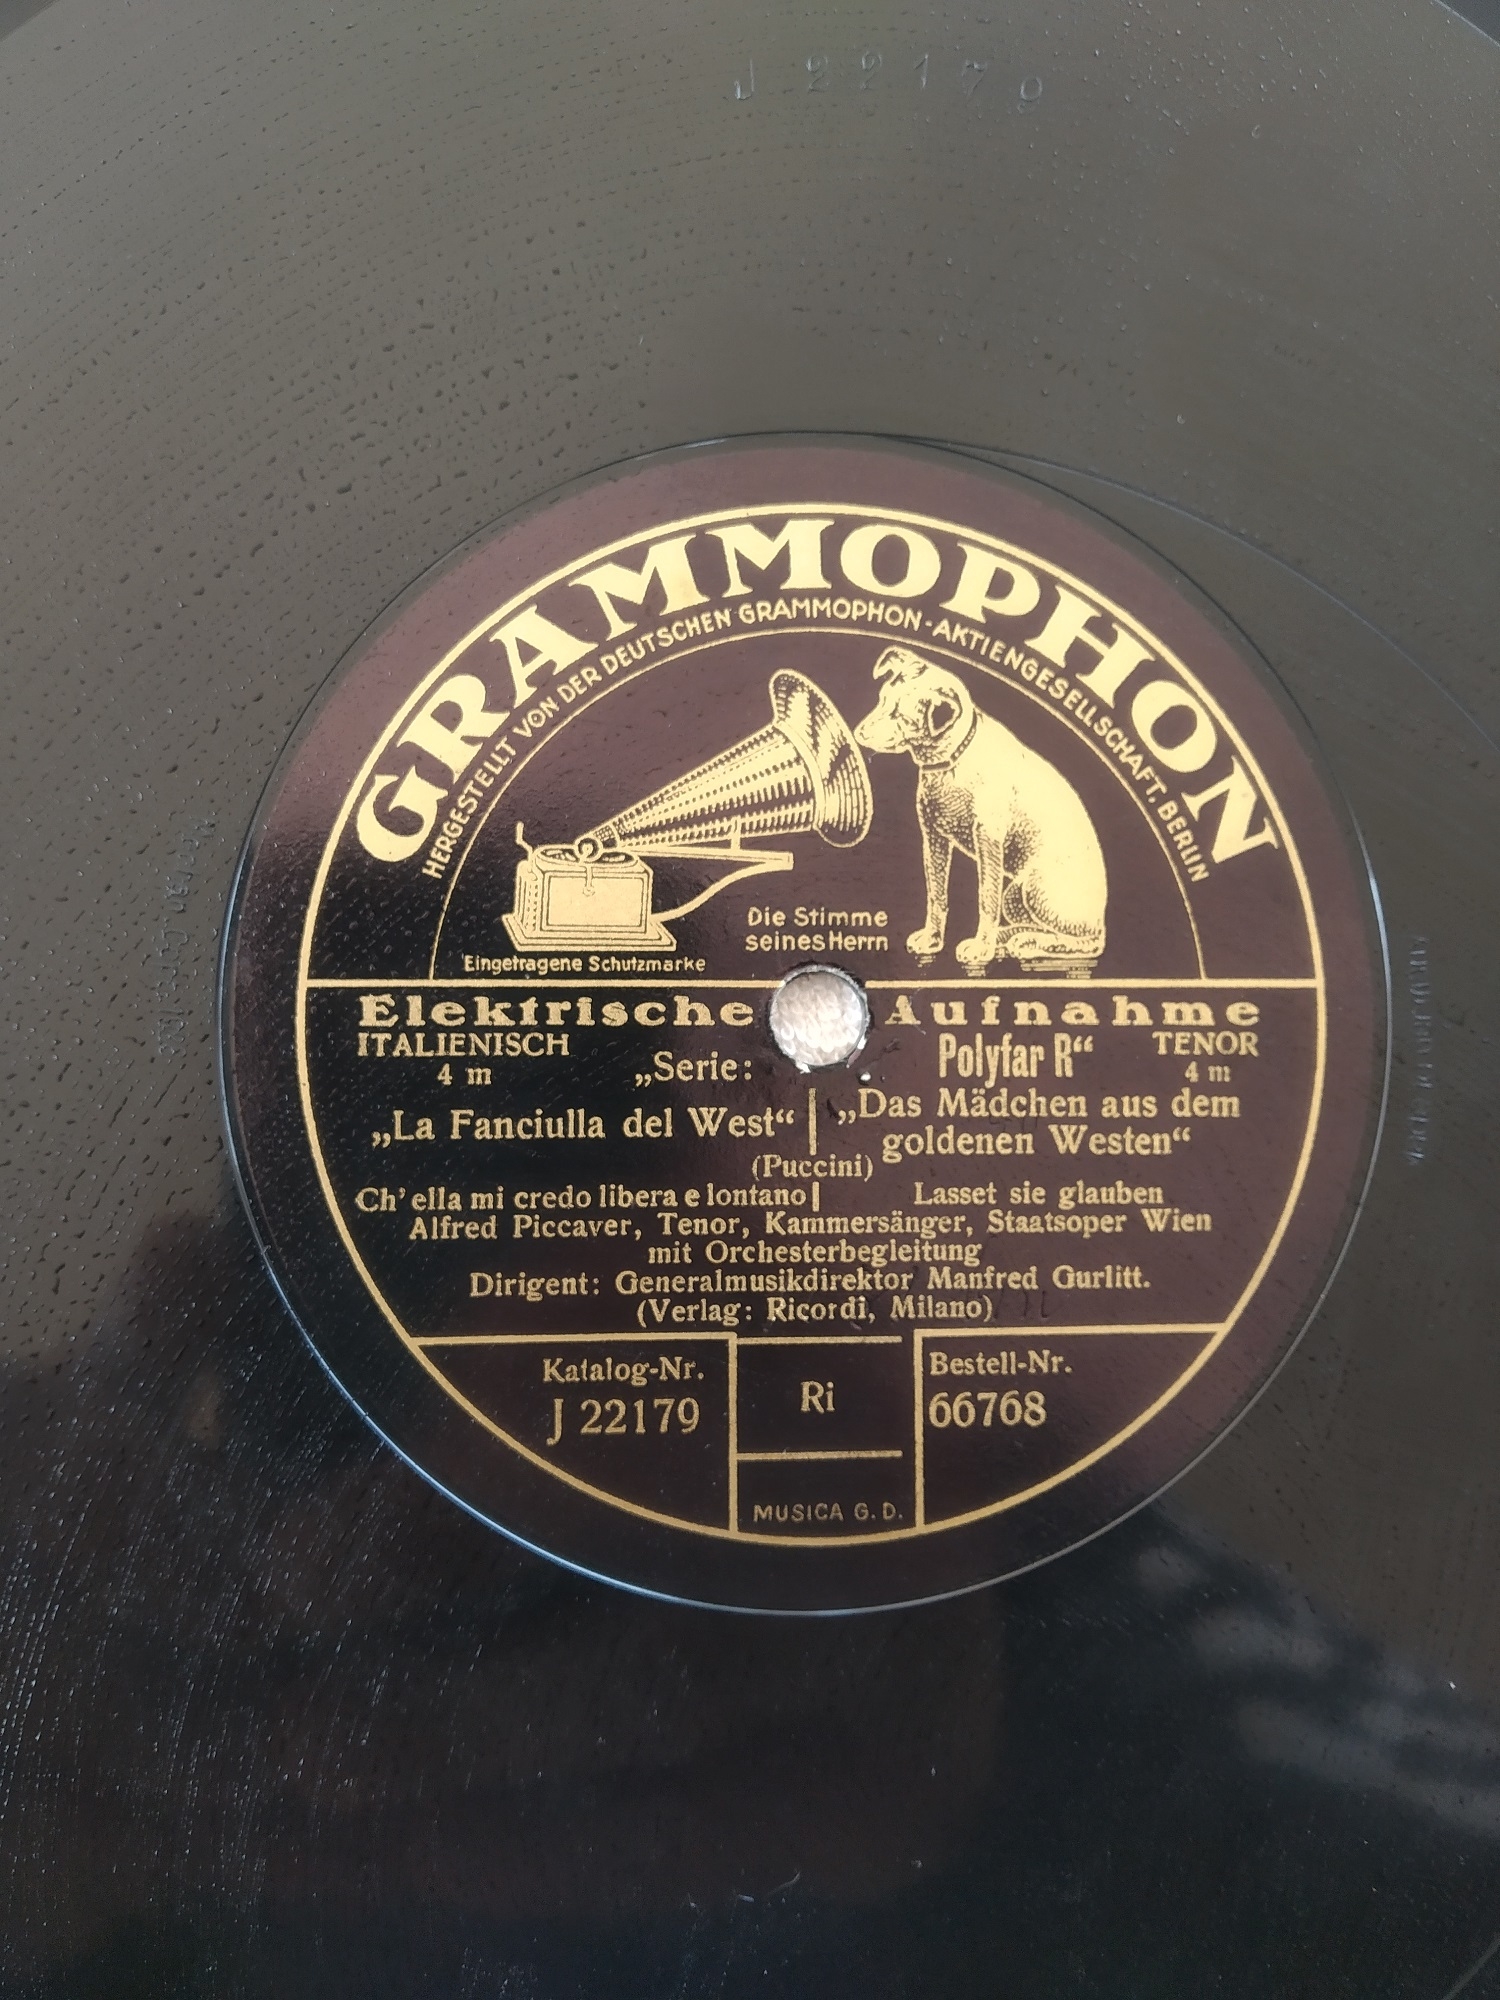 J 22179
GRAMMOPHON
HERGESTELLT VON DER DEUTSCHEN GRAMMOPHON-AKTIENGESELLSCHAFT, BERLIN
Die Stimme
seines Herrn
Eingetragene Schutzmarke
Elektrische Aufnahme
ITALIENISCH „Serie: Polyfar R“ TENOR
4 m 4 m
„La Fanciulla del West“ | „Das Mädchen aus dem
goldenen Westen“
(Puccini)
Ch'ella mi credo libera e lontano | Lasset sie glauben
Alfred Piccaver, Tenor, Kammersänger, Staatsoper Wien
mit Orchesterbegleitung
Dirigent: Generalmusikdirektor Manfred Gurlitt.
(Verlag: Ricordi, Milano)
Katalog-Nr.
J 22179
Ri
Bestell-Nr.
66768
MUSICA G. D.